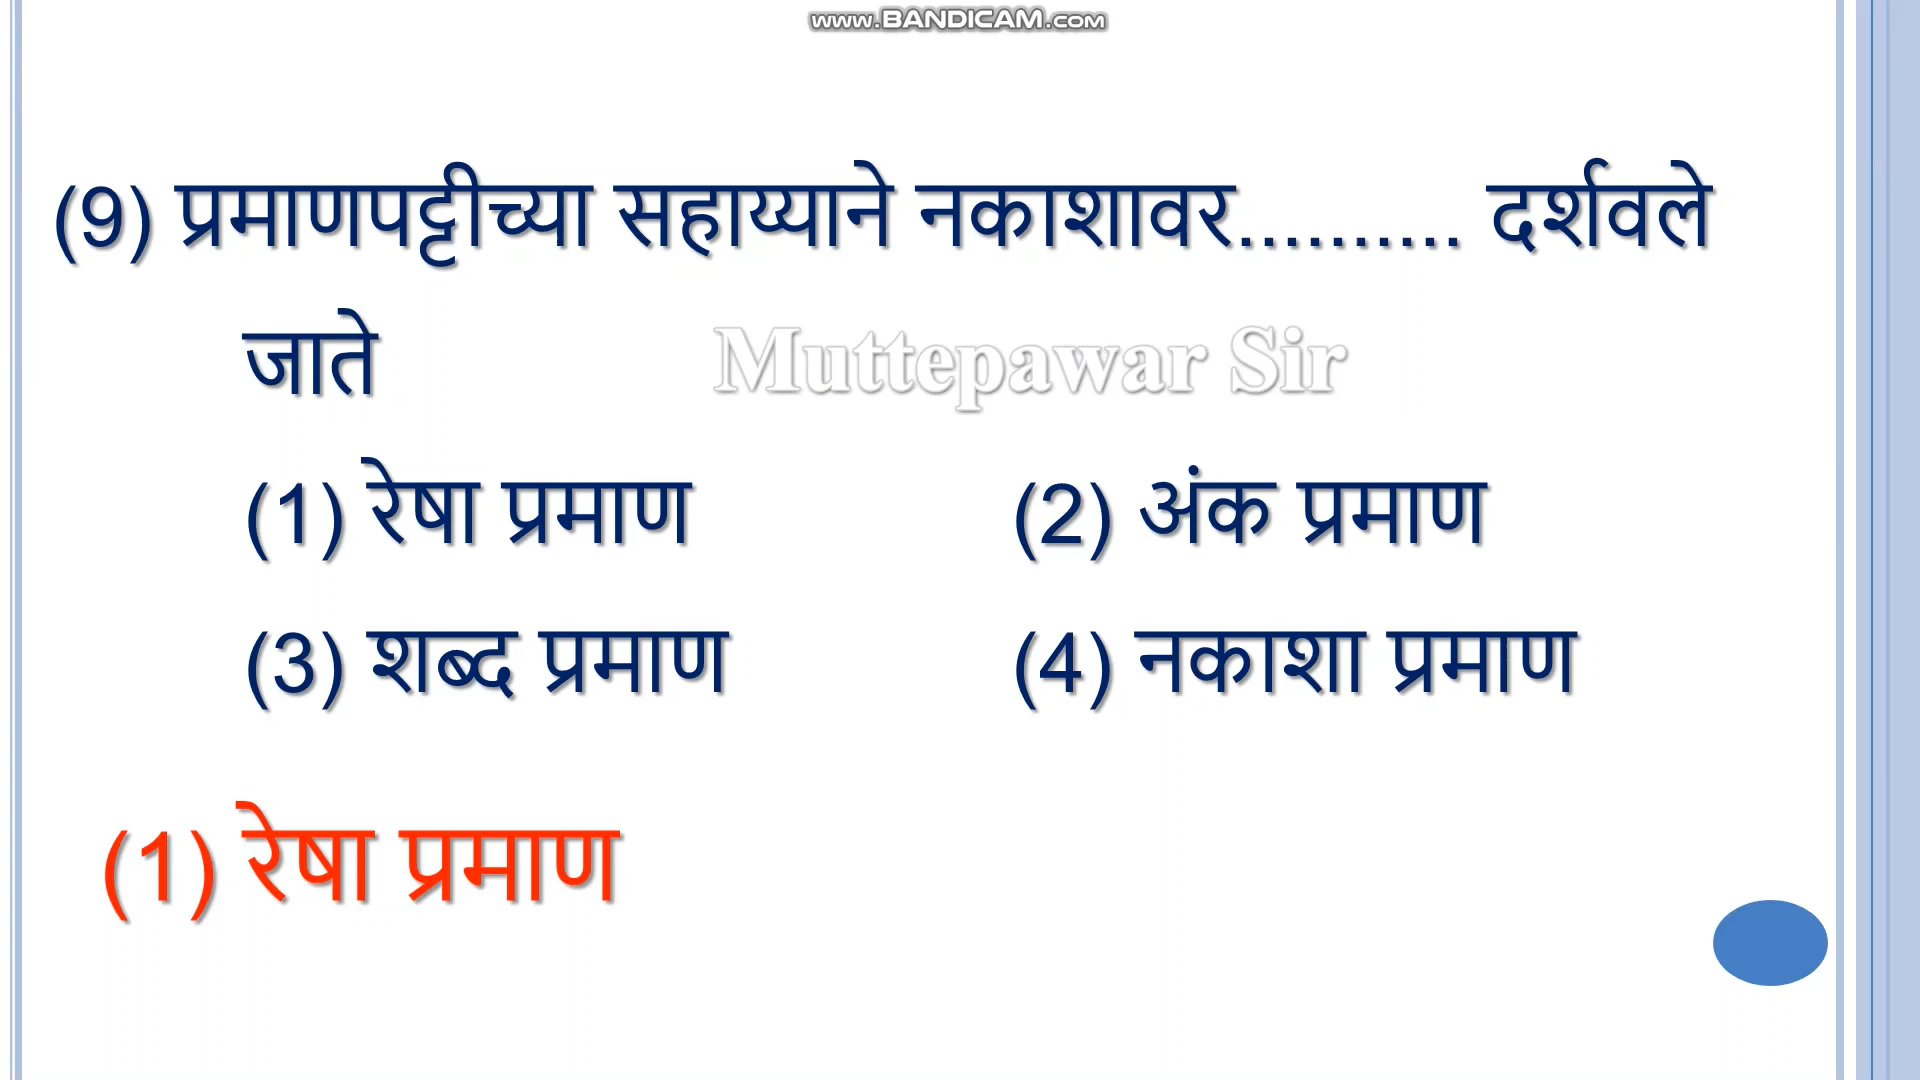 www.BANDICAM.com
(9) प्रमाणपट्टीच्या सहाय्याने नकाशावर.......... दर्शवले
जाते
Muttepawar Sir
(1) रेषा प्रमाण (2) अंक प्रमाण
(3) शब्द प्रमाण (4) नकाशा प्रमाण
(1) रेषा प्रमाण